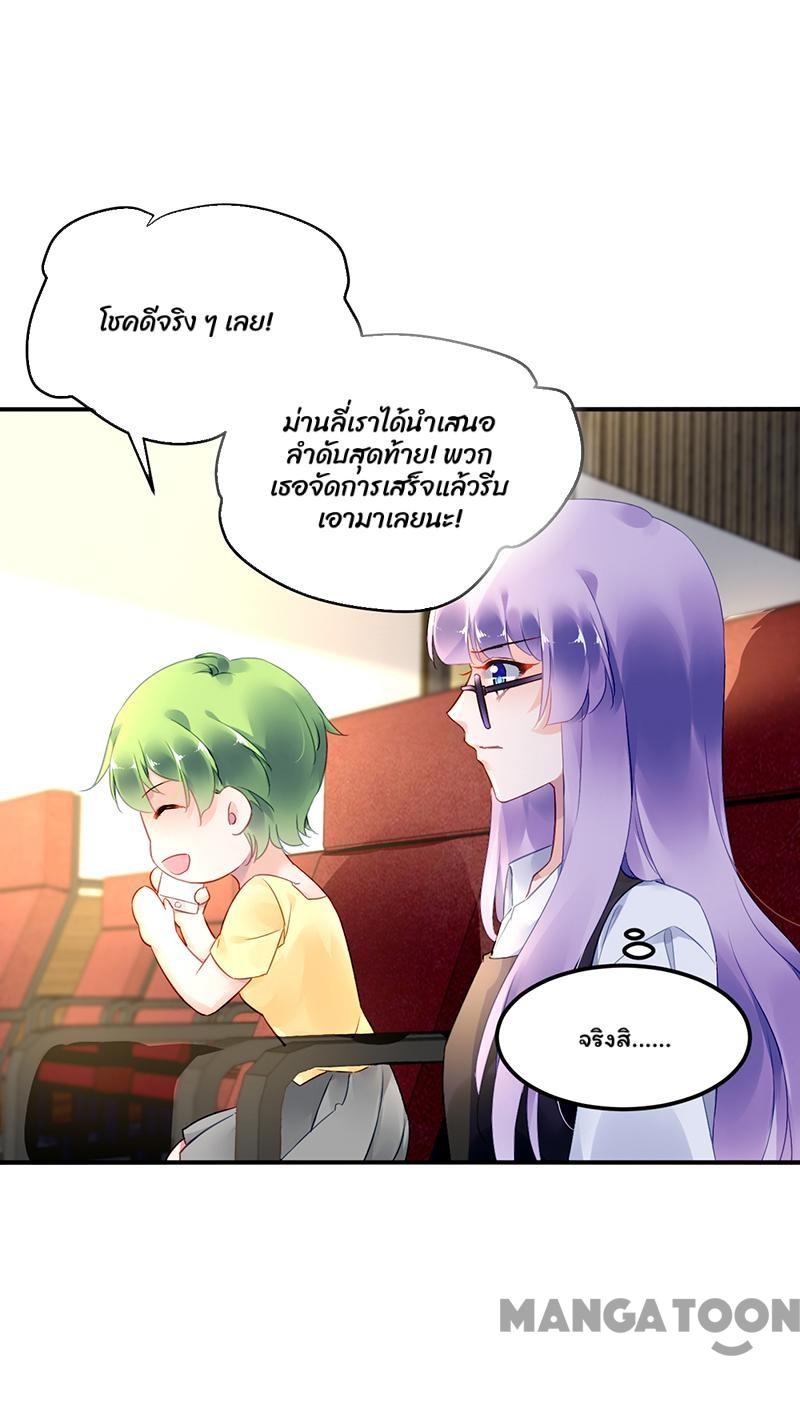 โชคดีจริง ๆ เลย!
ม่านลี่เราได้นำเสนอ
ลำดับสุดท้าย! พวก
เธอจัดการเสร็จแล้วรีบ
เอามาเลยนะ!
จริงสิ......
MANGATOON